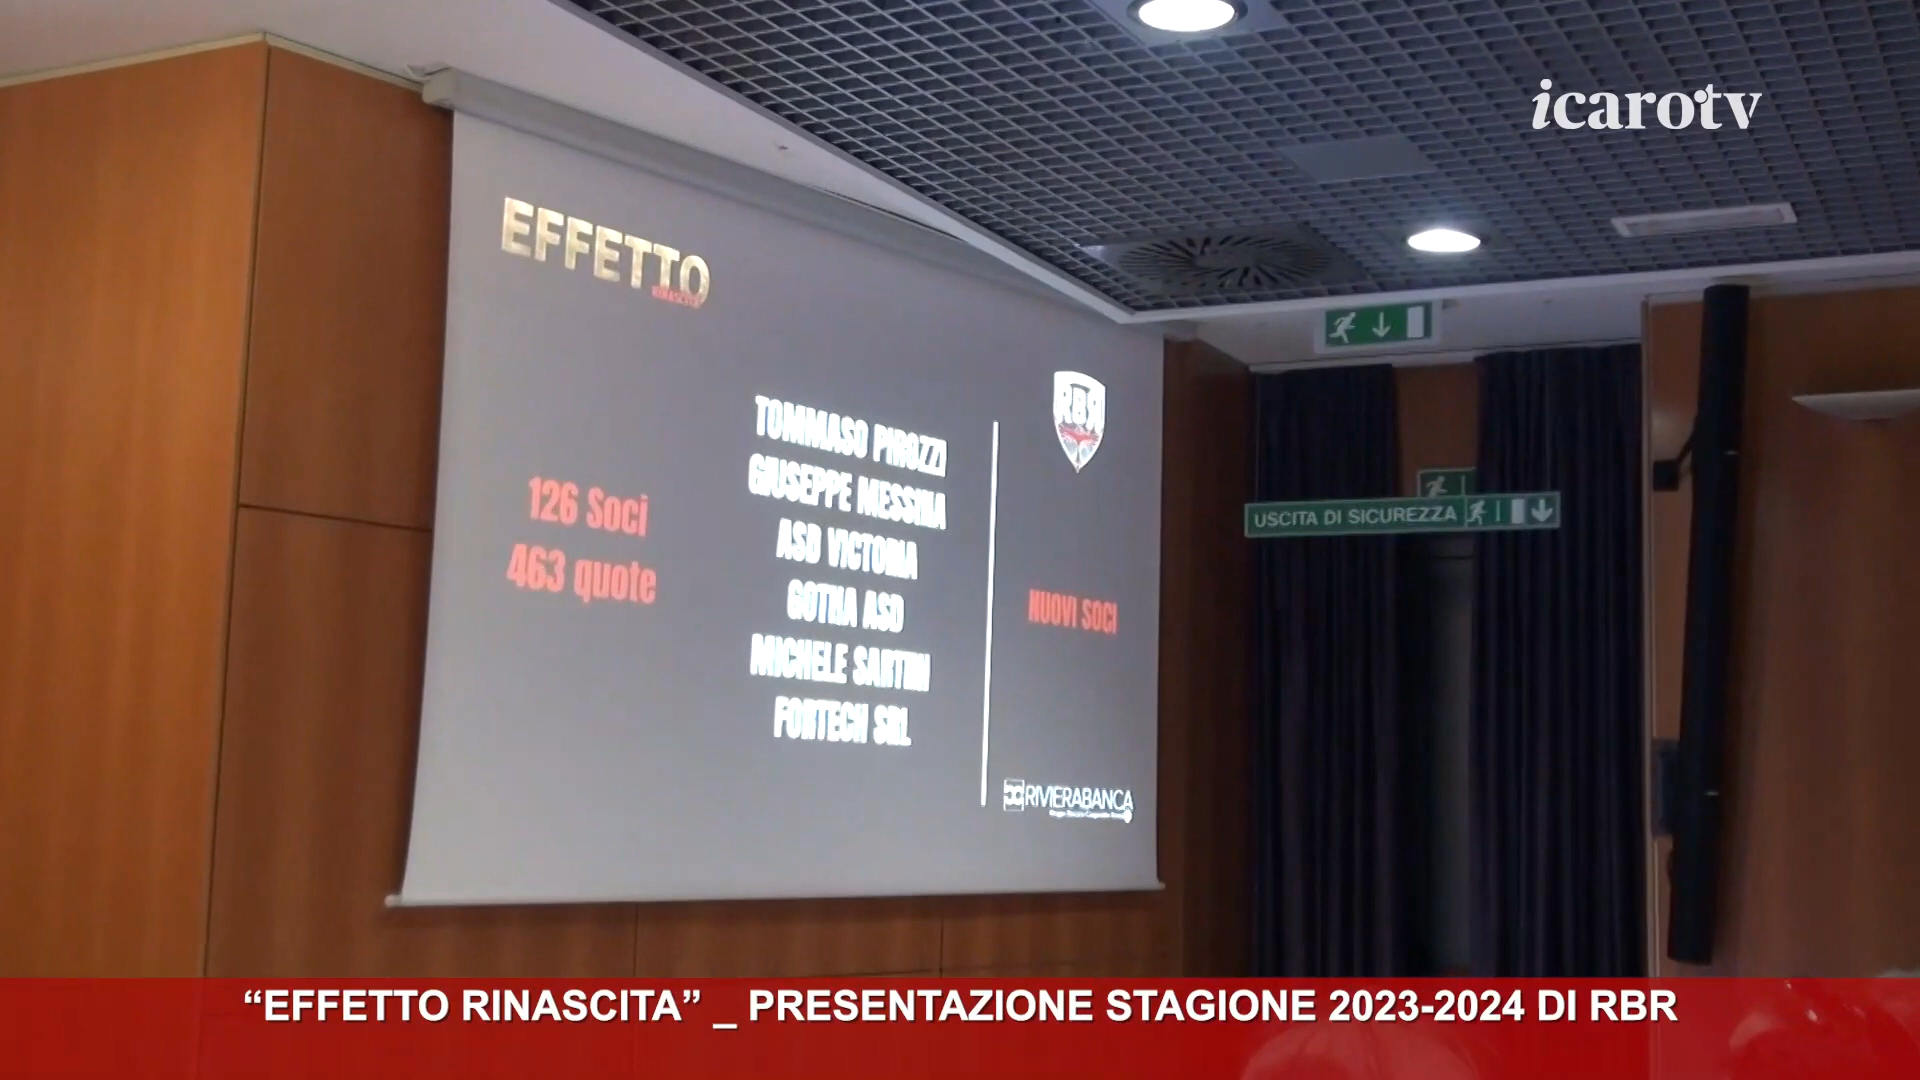 icarotv
EFFETTO
RINASCITA
RBR
126 Soci
463 quote
TOMMASO PIROZZI
GIUSEPPE MESSINA
ASD VICTORIA
GOTHA ASD
MICHELE SARTINI
FORTECH SRL
NUOVI SOCI
RIVIERABANCA
USCITA DI SICUREZZA
“EFFETTO RINASCITA” _ PRESENTAZIONE STAGIONE 2023-2024 DI RBR